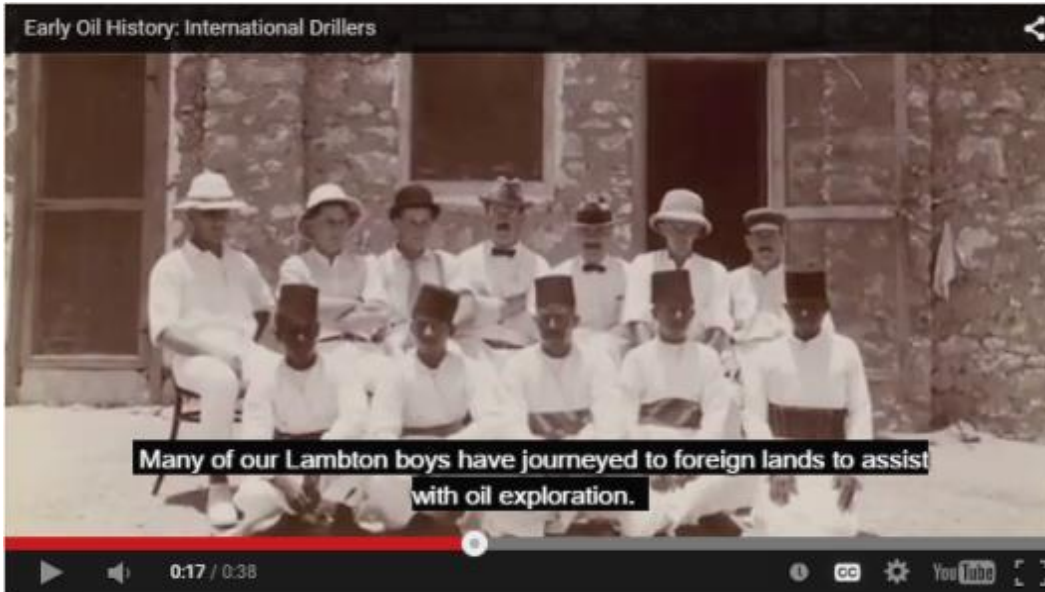 Early Oil History: International Drillers
Many of our Lambton boys have journeyed to foreign lands to assist
with oil exploration.
0:17 / 0:38
CC
YouTube